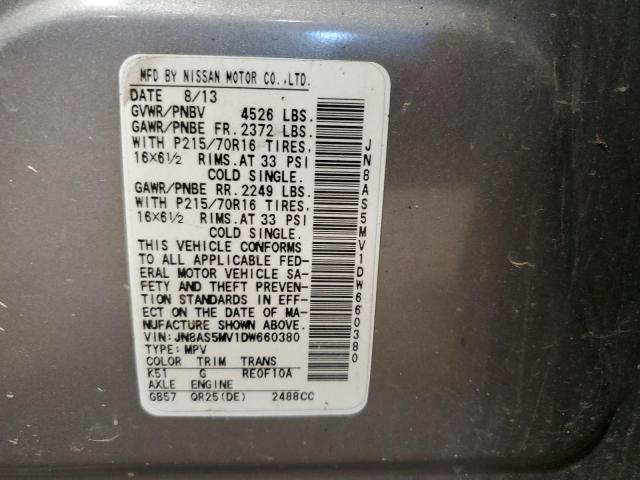 MFD BY NISSAN MOTOR CO.,LTD.
DATE 8/13
GVWR/PNBV 4526 LBS.
GAWR/PNBE FR. 2372 LBS.
WITH P215/70R16 TIRES.
16×6½ RIMS. AT 33 PSI
COLD SINGLE.
GAWR/PNBE RR. 2249 LBS.
WITH P215/70R16 TIRES.
16×6½ RIMS. AT 33 PSI
COLD SINGLE.
THIS VEHICLE CONFORMS
TO ALL APPLICABLE FED-
ERAL MOTOR VEHICLE SA-
FETY AND THEFT PREVEN-
TION STANDARDS IN EFF-
ECT ON THE DATE OF MA-
NUFACTURE SHOWN ABOVE.
VIN: JN8AS5MV1DW660380
TYPE: MPV
COLOR TRIM TRANS
K51 G RE0F10A
AXLE ENGINE
GB57 QR25(DE) 2488CC
JN8AS5MV1DW660380